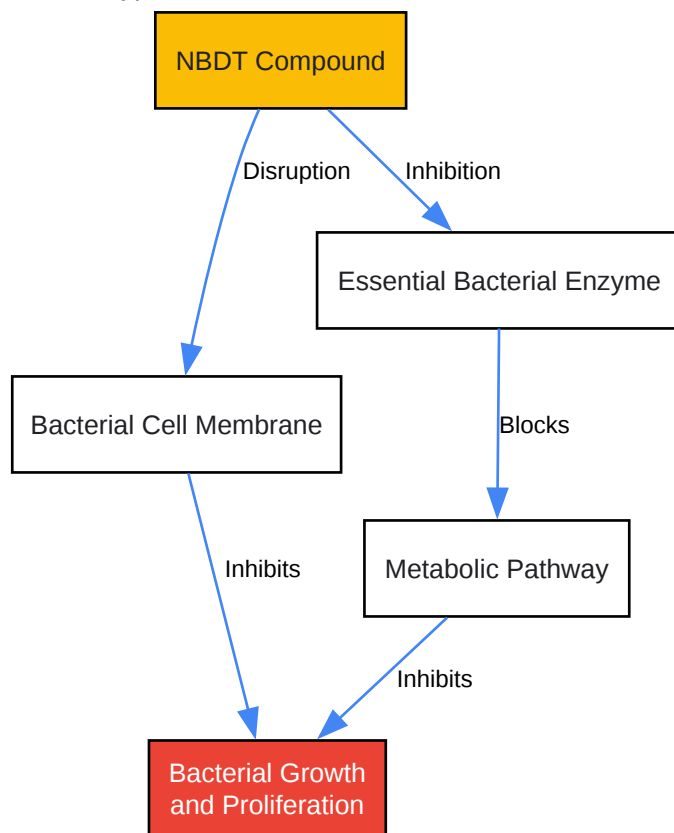 NBDT Compound
Disruption
Inhibition
Essential Bacterial Enzyme
Bacterial Cell Membrane
Blocks
Inhibits
Metabolic Pathway
Inhibits
Bacterial Growth
and Proliferation